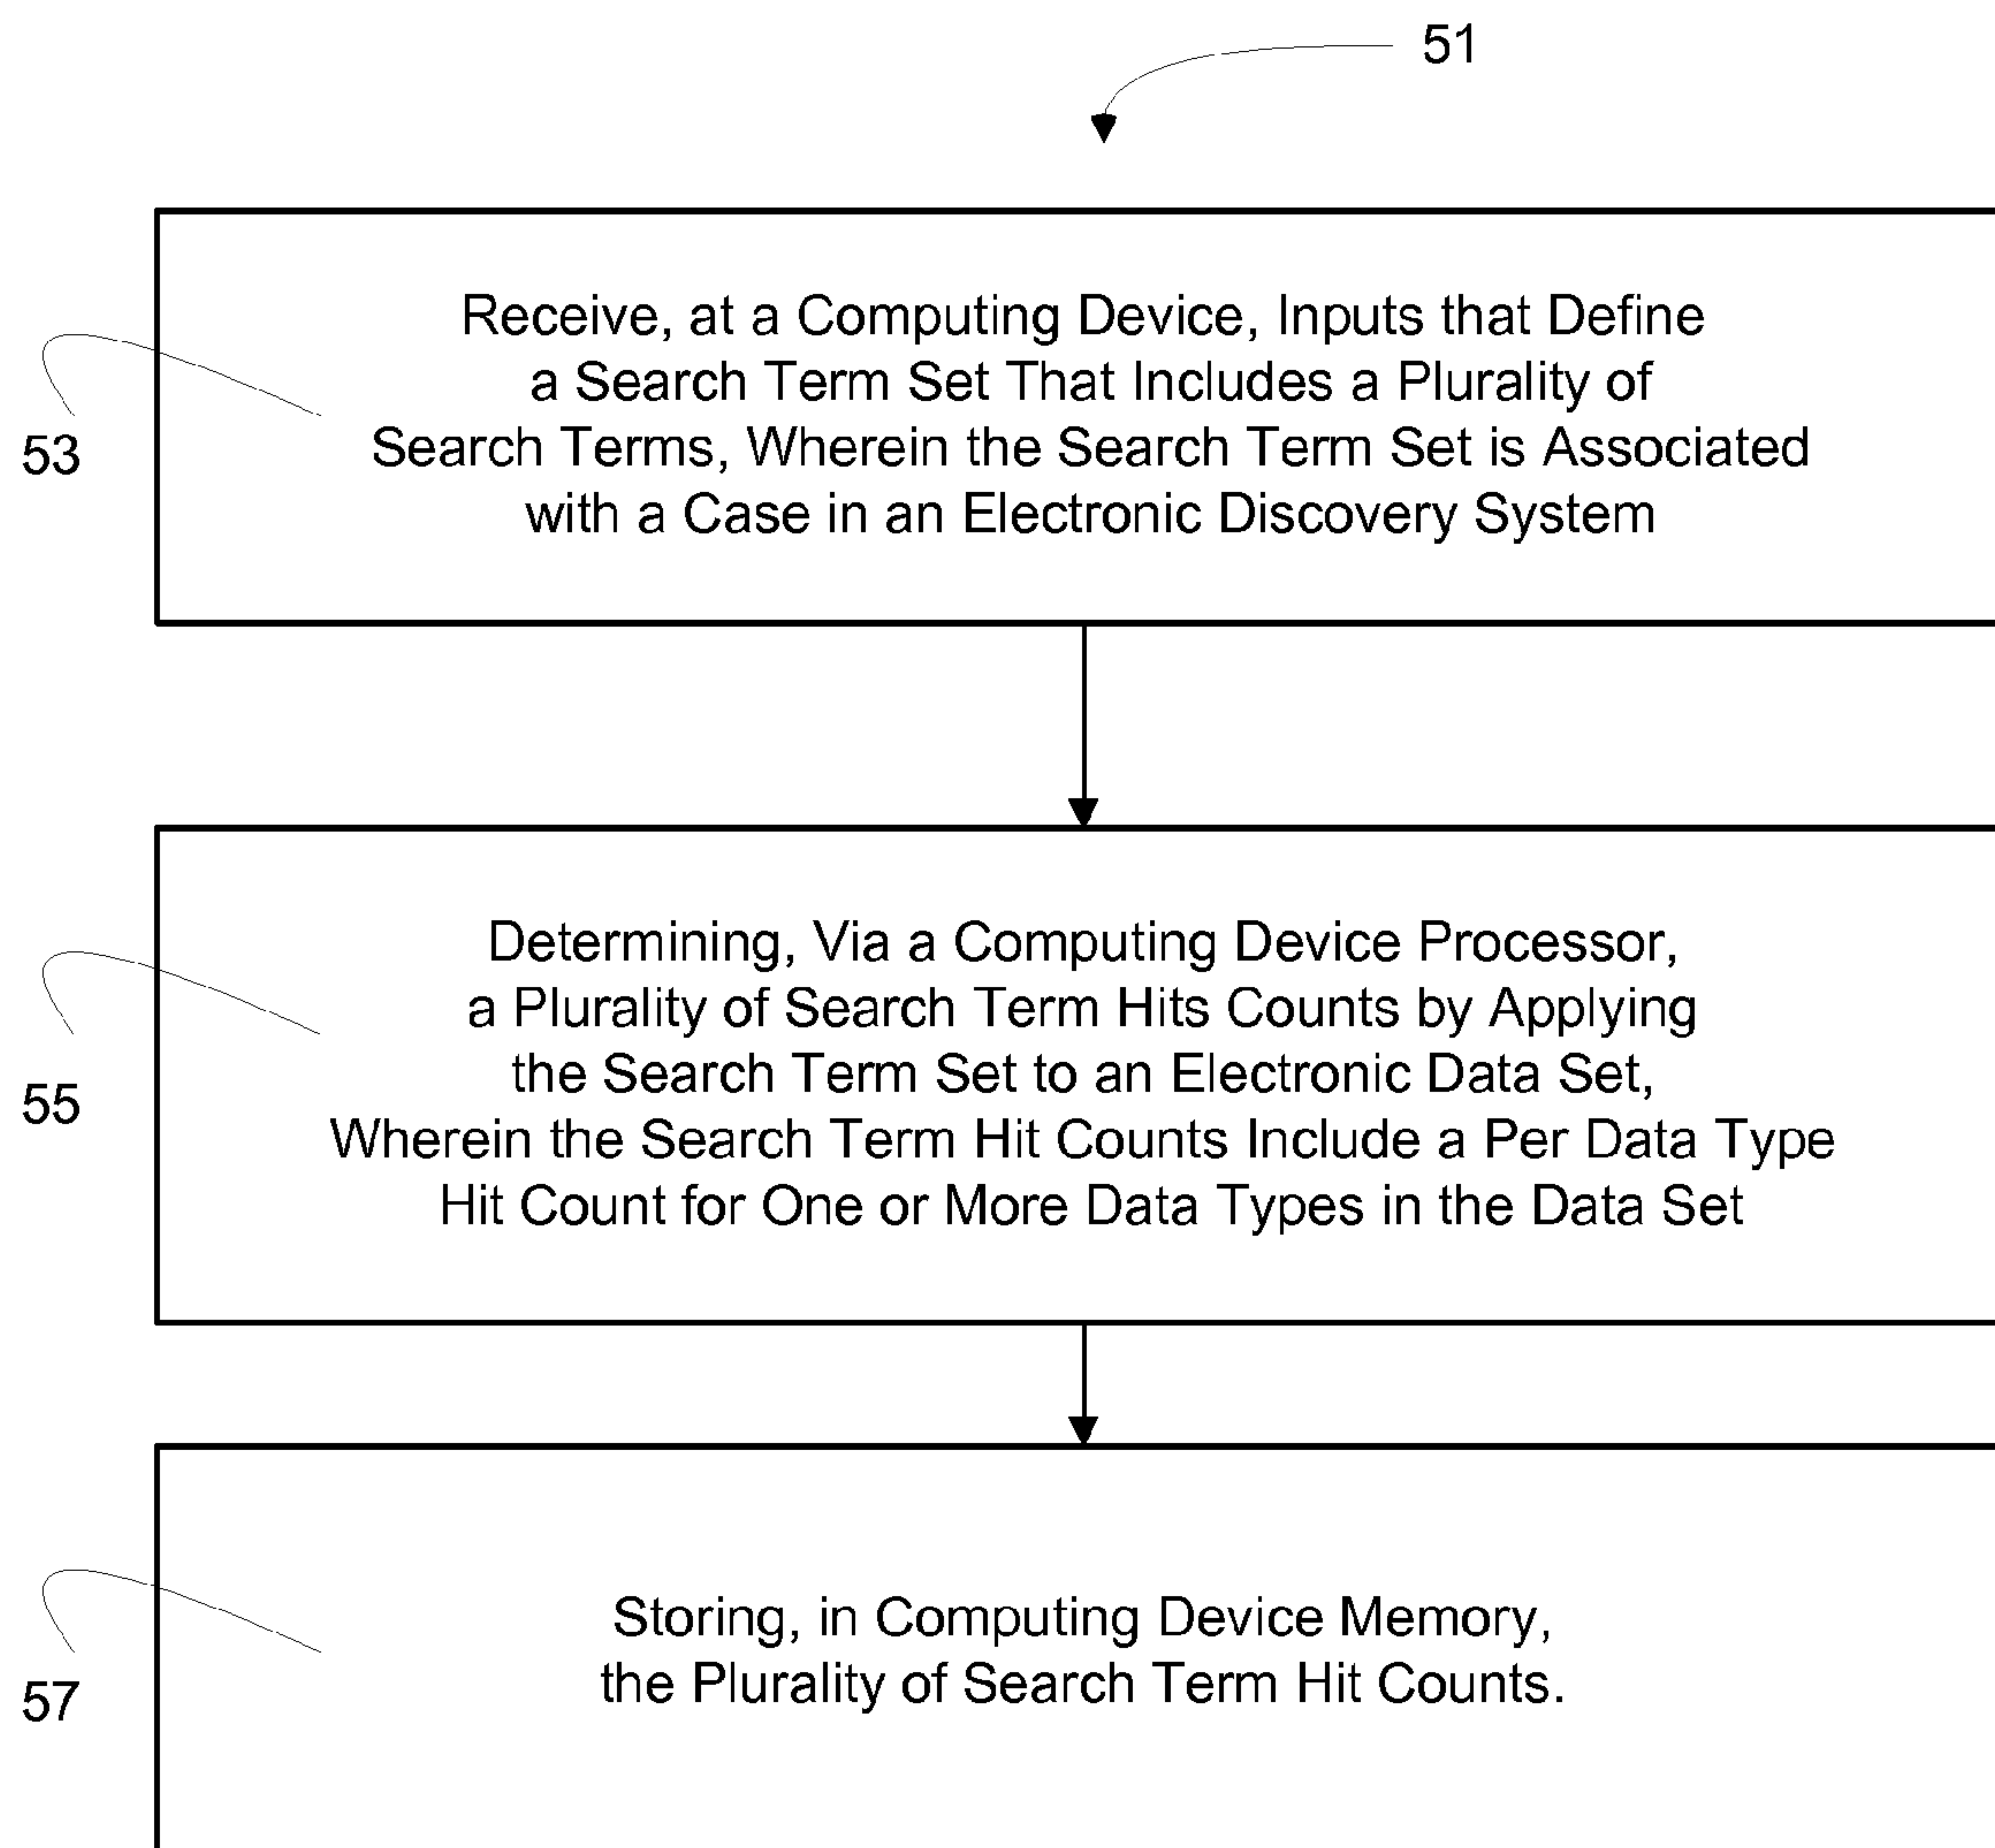 51
Receive, at a Computing Device, Inputs that Define
a Search Term Set That Includes a Plurality of
Search Terms, Wherein the Search Term Set is Associated
with a Case in an Electronic Discovery System
53
Determining, Via a Computing Device Processor,
a Plurality of Search Term Hits Counts by Applying
the Search Term Set to an Electronic Data Set,
Wherein the Search Term Hit Counts Include a Per Data Type
Hit Count for One or More Data Types in the Data Set
55
Storing, in Computing Device Memory,
the Plurality of Search Term Hit Counts.
57